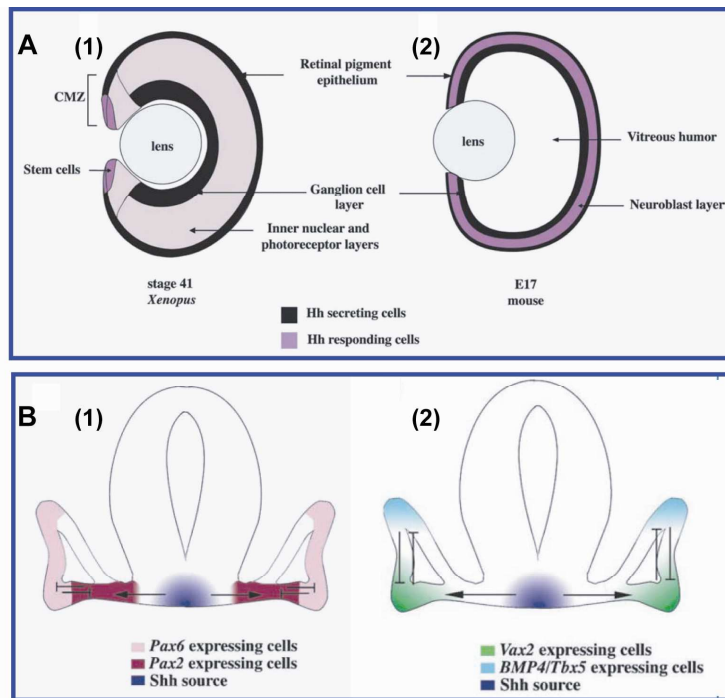 A (1) (2)
Retinal pigment
epithelium
CMZ
lens
lens
Vitreous humor
Stem cells
Ganglion cell
layer
Neuroblast layer
Inner nuclear and
photoreceptor layers
stage 41
Xenopus
E17
mouse
Hh secreting cells
Hh responding cells
B (1) (2)
Pax6 expressing cells
Pax2 expressing cells
Shh source
Vax2 expressing cells
BMP4/Tbx5 expressing cells
Shh source